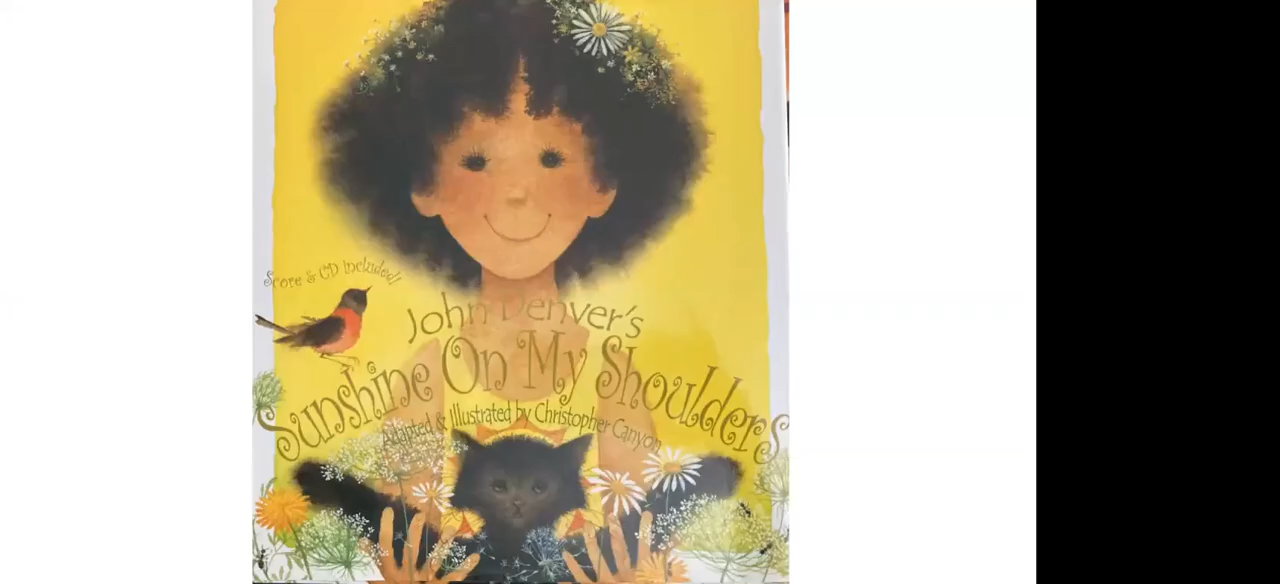 Score & CD included!
John Denver's
Sunshine On My Shoulders
Adapted & Illustrated by Christopher Canyon